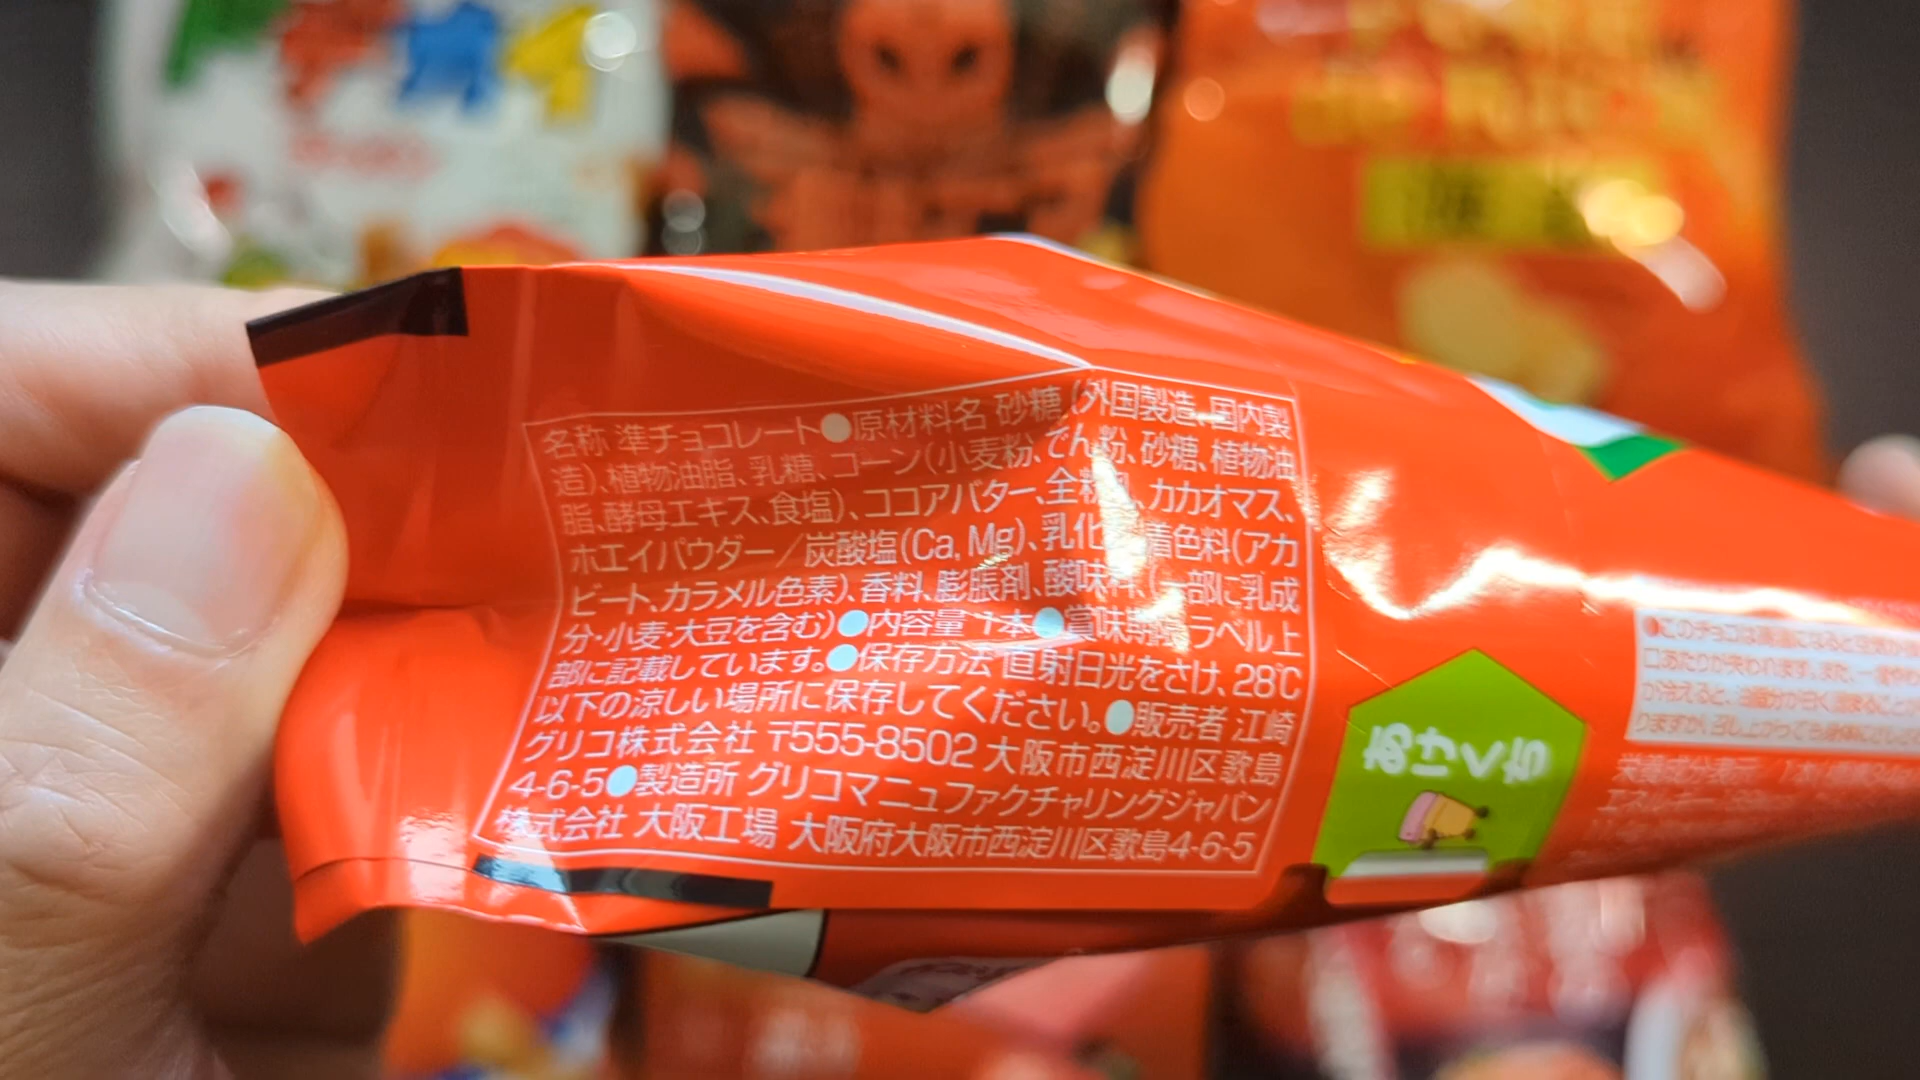 名称 準チョコレート●原材料名 砂糖(外国製造、国内製
造)、植物油脂、乳糖、コーン(小麦粉、でん粉、砂糖、植物油
脂、酵母エキス、食塩)、ココアバター、全粉乳、カカオマス、
ホエイパウダー/炭酸塩(Ca, Mg)、乳化 着色料(アカ
ビート、カラメル色素)、香料、膨脹剤、酸味料、(一部に乳成
分・小麦・大豆を含む)●内容量 1本●賞味期限 ラベル上
部に記載しています。●保存方法 直射日光をさけ、28℃
以下の涼しい場所に保存してください。●販売者 江崎
グリコ株式会社 〒555-8502 大阪市西淀川区歌島
4-6-5●製造所 グリコマニュファクチャリングジャパン
株式会社 大阪工場 大阪府大阪市西淀川区歌島4-6-5
あけくち
栄養成分表示